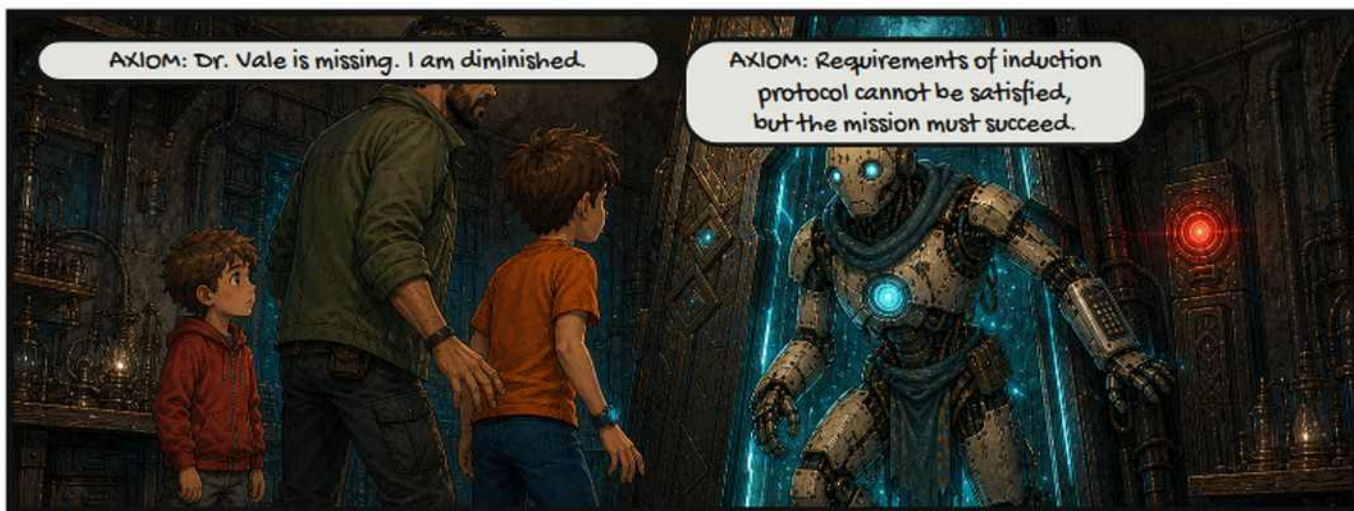 AXIOM: Dr. Vale is missing. I am diminished.
AXIOM: Requirements of induction
protocol cannot be satisfied,
but the mission must succeed.